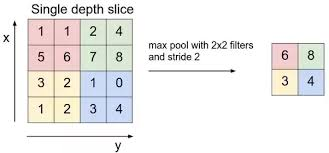 Single depth slice
x
1 1 2 4
5 6 7 8
3 2 1 0
1 2 3 4
y
max pool with 2x2 filters
and stride 2
6 8
3 4